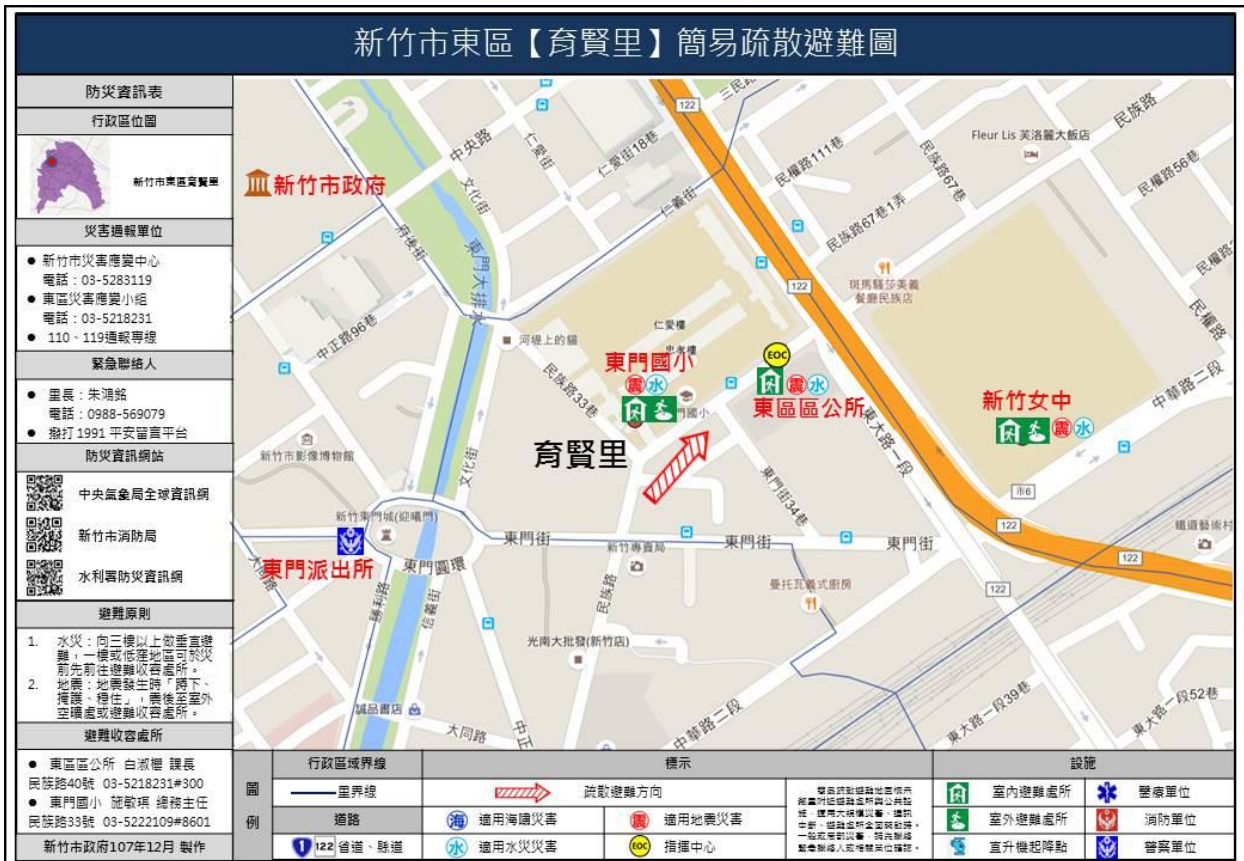 新竹市東區【育賢里】簡易疏散避難圖
防災資訊表
行政區位圖
新竹市東區育賢里
災害通報單位
● 新竹市災害應變中心
電話：03-5283119
● 東區災害應變小組
電話：03-5218231
● 110、119通報專線
緊急聯絡人
● 里長：朱鴻銘
電話：0988-569079
● 撥打 1991 平安留言平台
防災資訊網站
中央氣象局全球資訊網
新竹市消防局
水利署防災資訊網
避難原則
1. 水災：向三樓以上做垂直避
難，一樓或低窪地區可於災
前先前往避難收容處所。
2. 地震：地震發生時「蹲下、
掩護、穩住」，震後至室外
空曠處或避難收容處所。
避難收容處所
● 東區區公所 白淑櫻 課長
民族路40號 03-5218231#300
● 東門國小 施敏琪 總務主任
民族路33號 03-5222109#8601
新竹市政府107年12月 製作
新竹市政府
中央路
仁愛街
仁愛街18巷
三民路
122
民權路111巷
Fleur Lis 芙洛麗大飯店
民族路
民族路67巷
民權路56巷
文化街
府後街
東門大排水
仁義街
民族路67巷1弄
民權路
斑馬騷莎美義
餐廳民族店
122
民權路
中正路96巷
河堤上的貓
仁愛樓
忠孝樓
EOC
東門國小
震 水
門國小
民族路33巷
震 水
東區區公所
新竹女中
震 水
中華路二段
東大路一段
新竹市影像博物館
育賢里
文化街
東門街34巷
市6
122
新竹東門城(迎曦門)
東門街
新竹專賣局
東門街
東門街
鐵道藝術村
122
東門派出所
東門圓環
大同路
勝利路
信義街
民族路
曼托瓦義式廚房
122
光南大批發(新竹店)
誠品書店
大同路
中正
中華路二段
東大路一段39巷
東大路一段52巷
圖例
行政區域界線
里界線
道路
1 122 省道、縣道
標示
疏散避難方向
海 適用海嘯災害
震 適用地震災害
水 適用水災災害
EOC 指揮中心
設施
室內避難處所
醫療單位
室外避難處所
消防單位
直升機起降點
警察單位